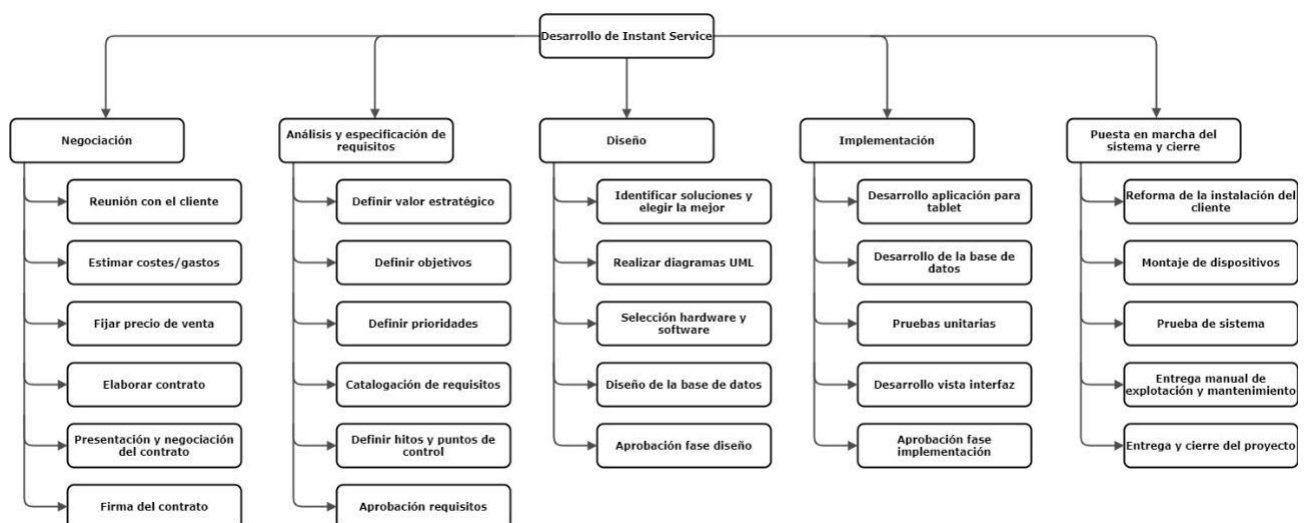 Desarrollo de Instant Service
Negociación
Reunión con el cliente
Estimar costes/gastos
Fijar precio de venta
Elaborar contrato
Presentación y negociación
del contrato
Firma del contrato
Análisis y especificación de
requisitos
Definir valor estratégico
Definir objetivos
Definir prioridades
Catalogación de requisitos
Definir hitos y puntos de
control
Aprobación requisitos
Diseño
Identificar soluciones y
elegir la mejor
Realizar diagramas UML
Selección hardware y
software
Diseño de la base de datos
Aprobación fase diseño
Implementación
Desarrollo aplicación para
tablet
Desarrollo de la base de
datos
Pruebas unitarias
Desarrollo vista interfaz
Aprobación fase
implementación
Puesta en marcha del
sistema y cierre
Reforma de la instalación del
cliente
Montaje de dispositivos
Prueba de sistema
Entrega manual de
explotación y mantenimiento
Entrega y cierre del proyecto